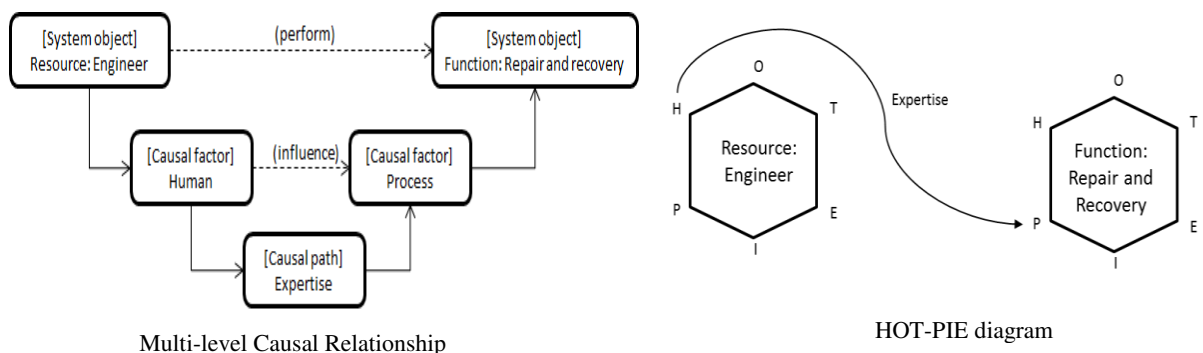 [System object]
Resource: Engineer
(perform)
[System object]
Function: Repair and recovery
[Causal factor]
Human
(influence)
[Causal factor]
Process
[Causal path]
Expertise
Multi-level Causal Relationship
H
O
T
P
I
E
Resource:
Engineer
Expertise
H
O
T
P
I
E
Function:
Repair and
Recovery
HOT-PIE diagram